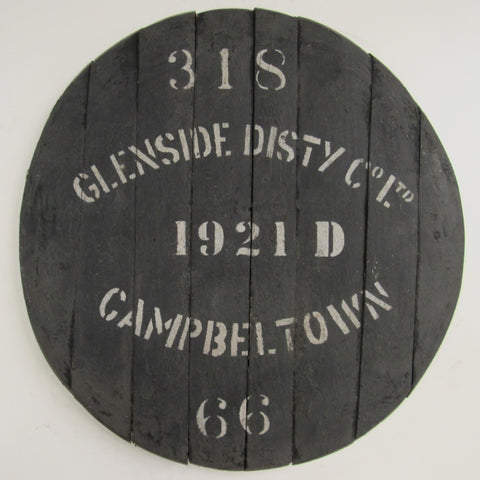 318
GLENSIDE DISTY Co LTD
1921 D
CAMPBELTOWN
66